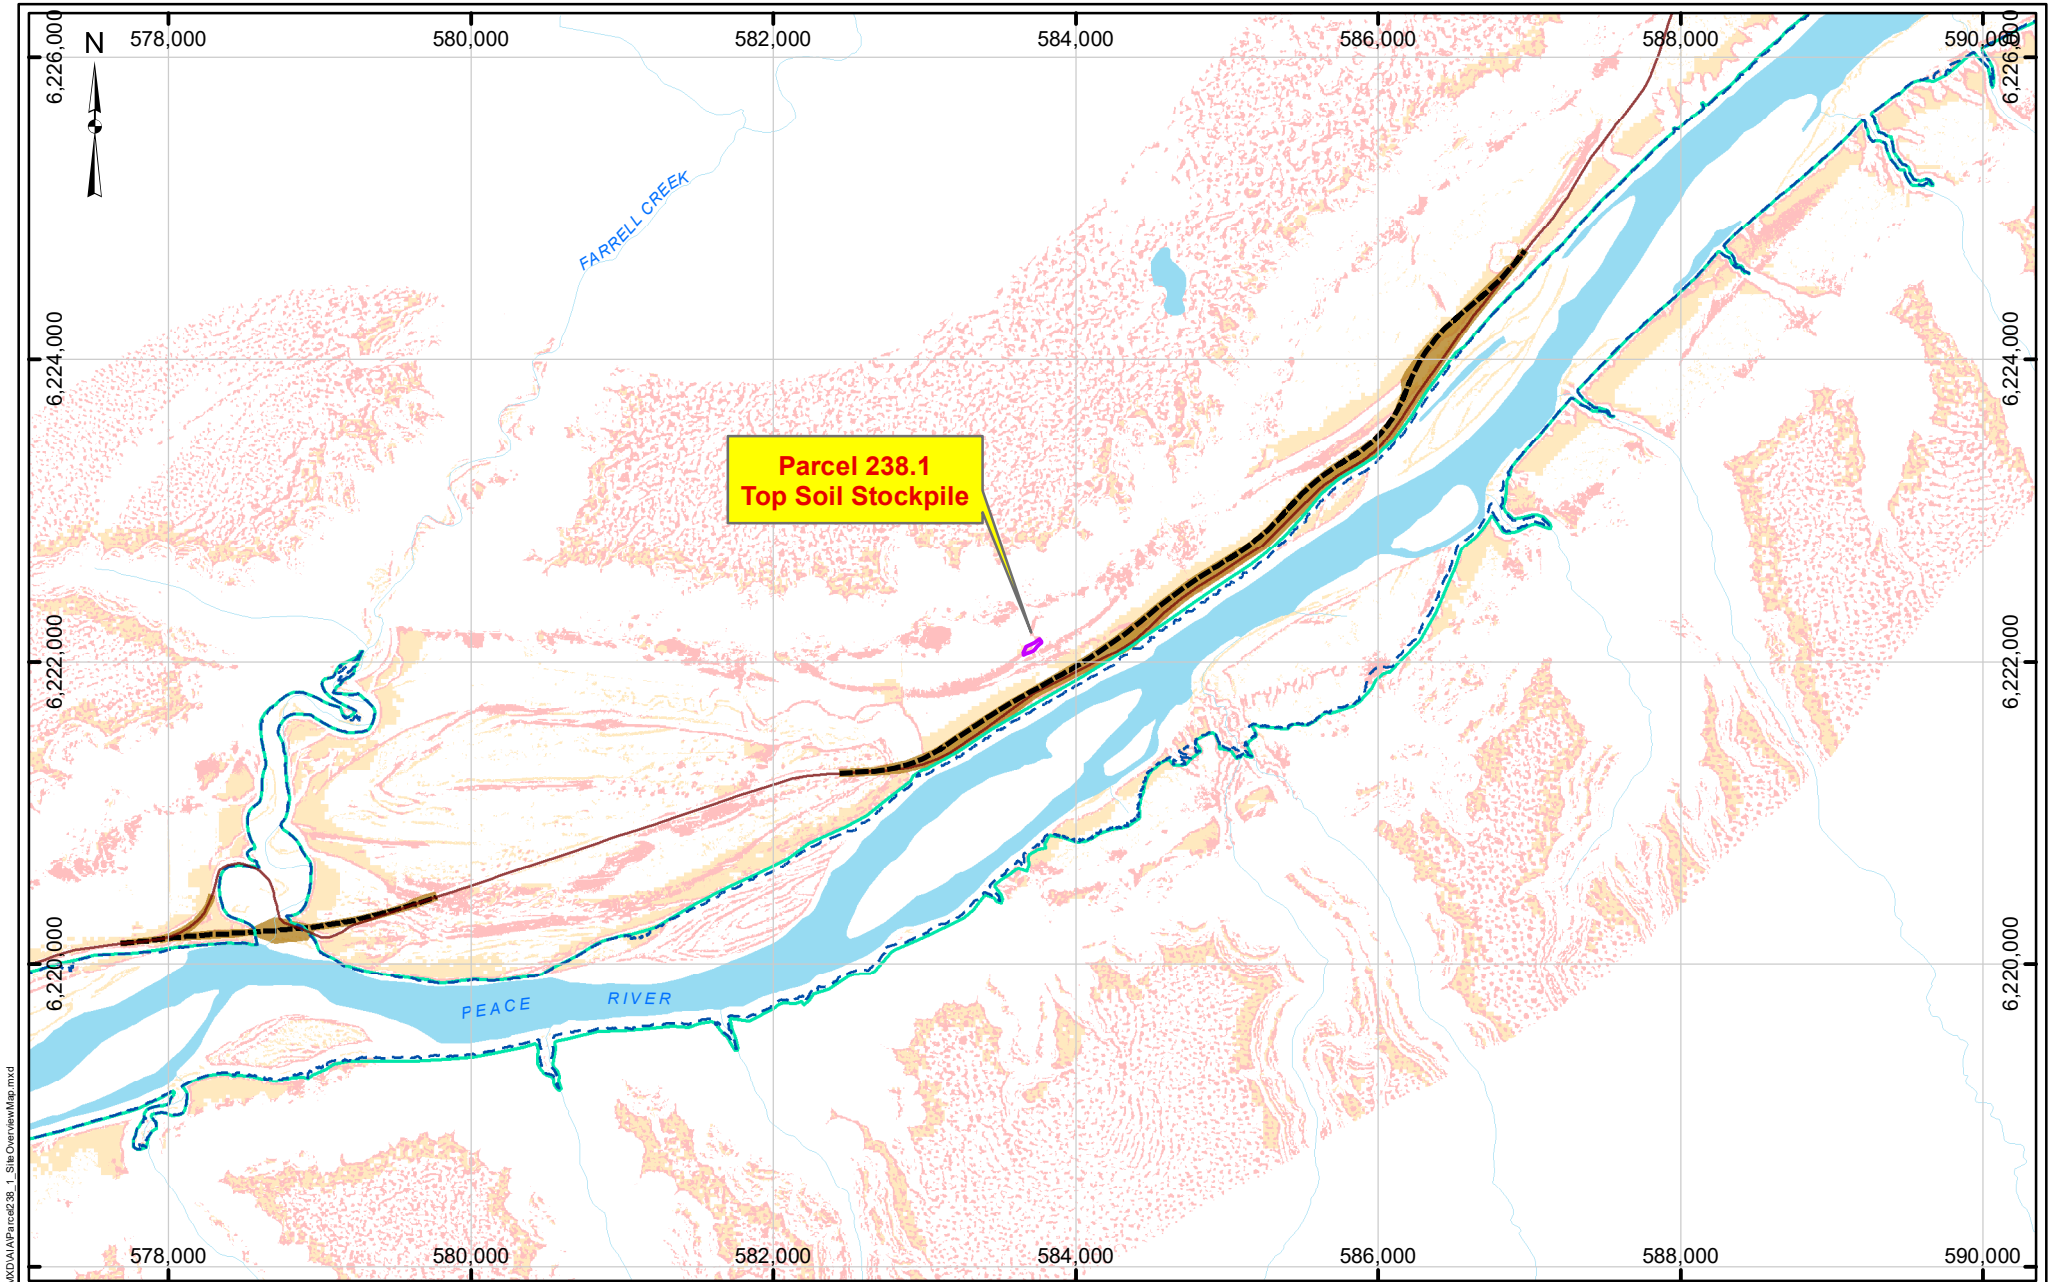 578,000 580,000 582,000 584,000 586,000 588,000 590,000
N
6,226,000 6,226,000
FARRELL CREEK
6,224,000 6,224,000
Parcel 238.1
Top Soil Stockpile
6,222,000 6,222,000
6,220,000 6,220,000
PEACE RIVER
578,000 580,000 582,000 584,000 586,000 588,000 590,000
MXD\AIA\Parcel238_1_SiteOverviewMap.mxd